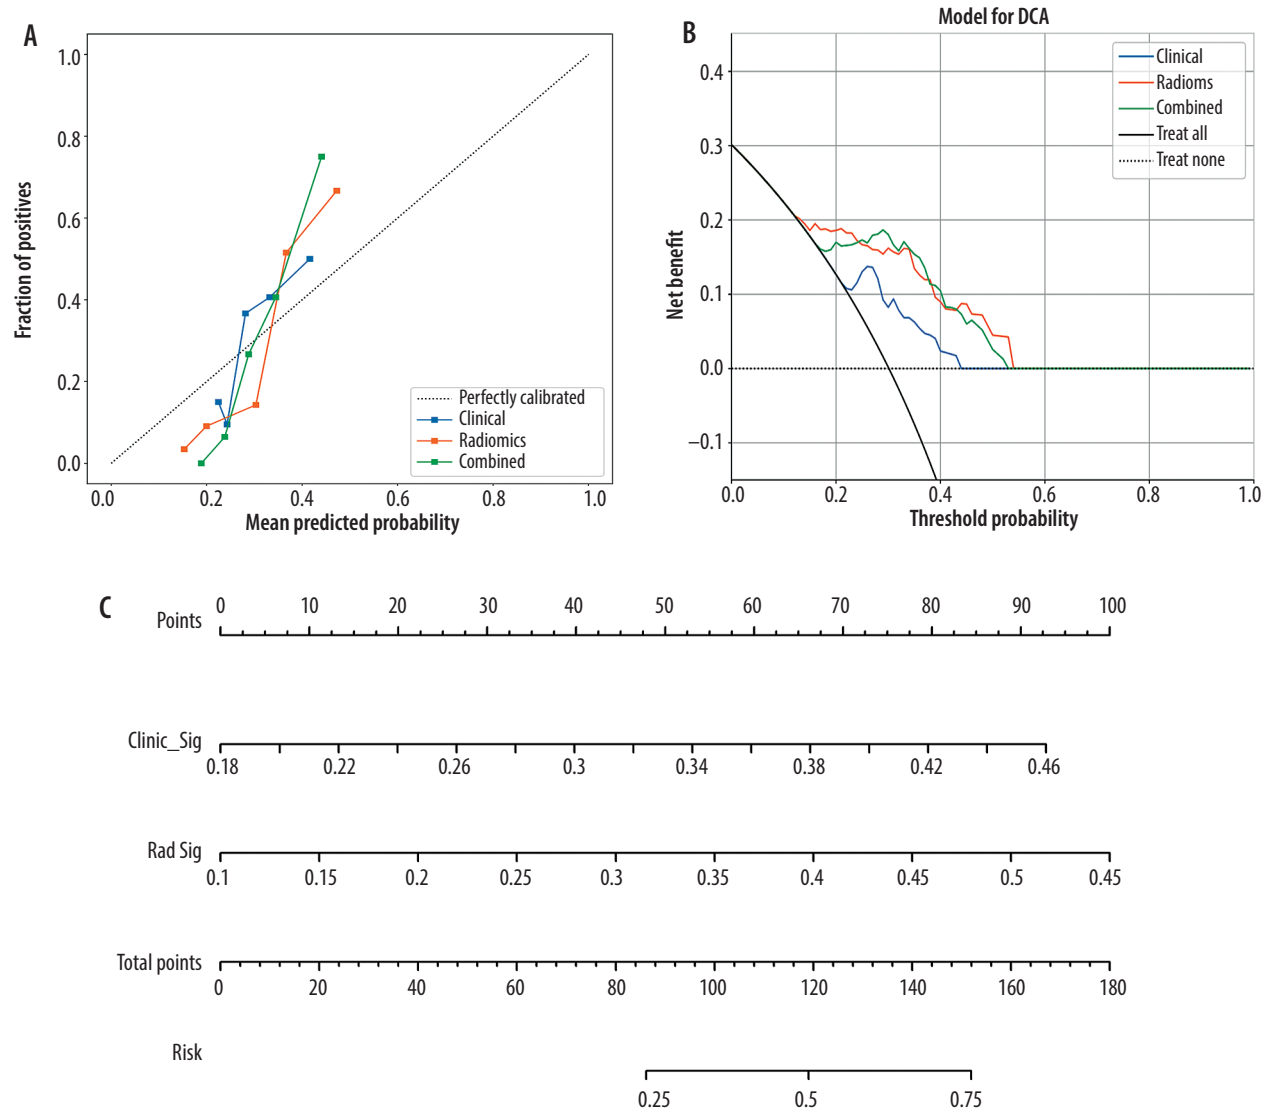 A
1.0
0.8
0.6
0.4
0.2
0.0
Fraction of positives
Perfectly calibrated
Clinical
Radiomics
Combined
0.0 0.2 0.4 0.6 0.8 1.0
Mean predicted probability
B
Model for DCA
0.4
0.3
0.2
0.1
0.0
−0.1
Net benefit
Clinical
Radioms
Combined
Treat all
Treat none
0.0 0.2 0.4 0.6 0.8 1.0
Threshold probability
C
Points 0 10 20 30 40 50 60 70 80 90 100
Clinic_Sig
0.18 0.22 0.26 0.3 0.34 0.38 0.42 0.46
Rad Sig
0.1 0.15 0.2 0.25 0.3 0.35 0.4 0.45 0.5 0.45
Total points
0 20 40 60 80 100 120 140 160 180
Risk
0.25 0.5 0.75